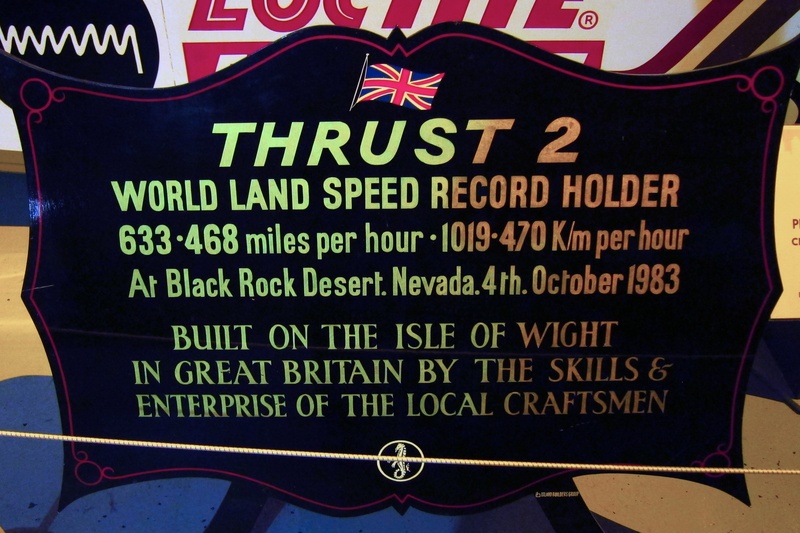 LOCTITE®
THRUST 2
WORLD LAND SPEED RECORD HOLDER
633·468 miles per hour · 1019·470 K/m per hour
At Black Rock Desert. Nevada. 4th. October 1983
BUILT ON THE ISLE OF WIGHT
IN GREAT BRITAIN BY THE SKILLS &
ENTERPRISE OF THE LOCAL CRAFTSMEN